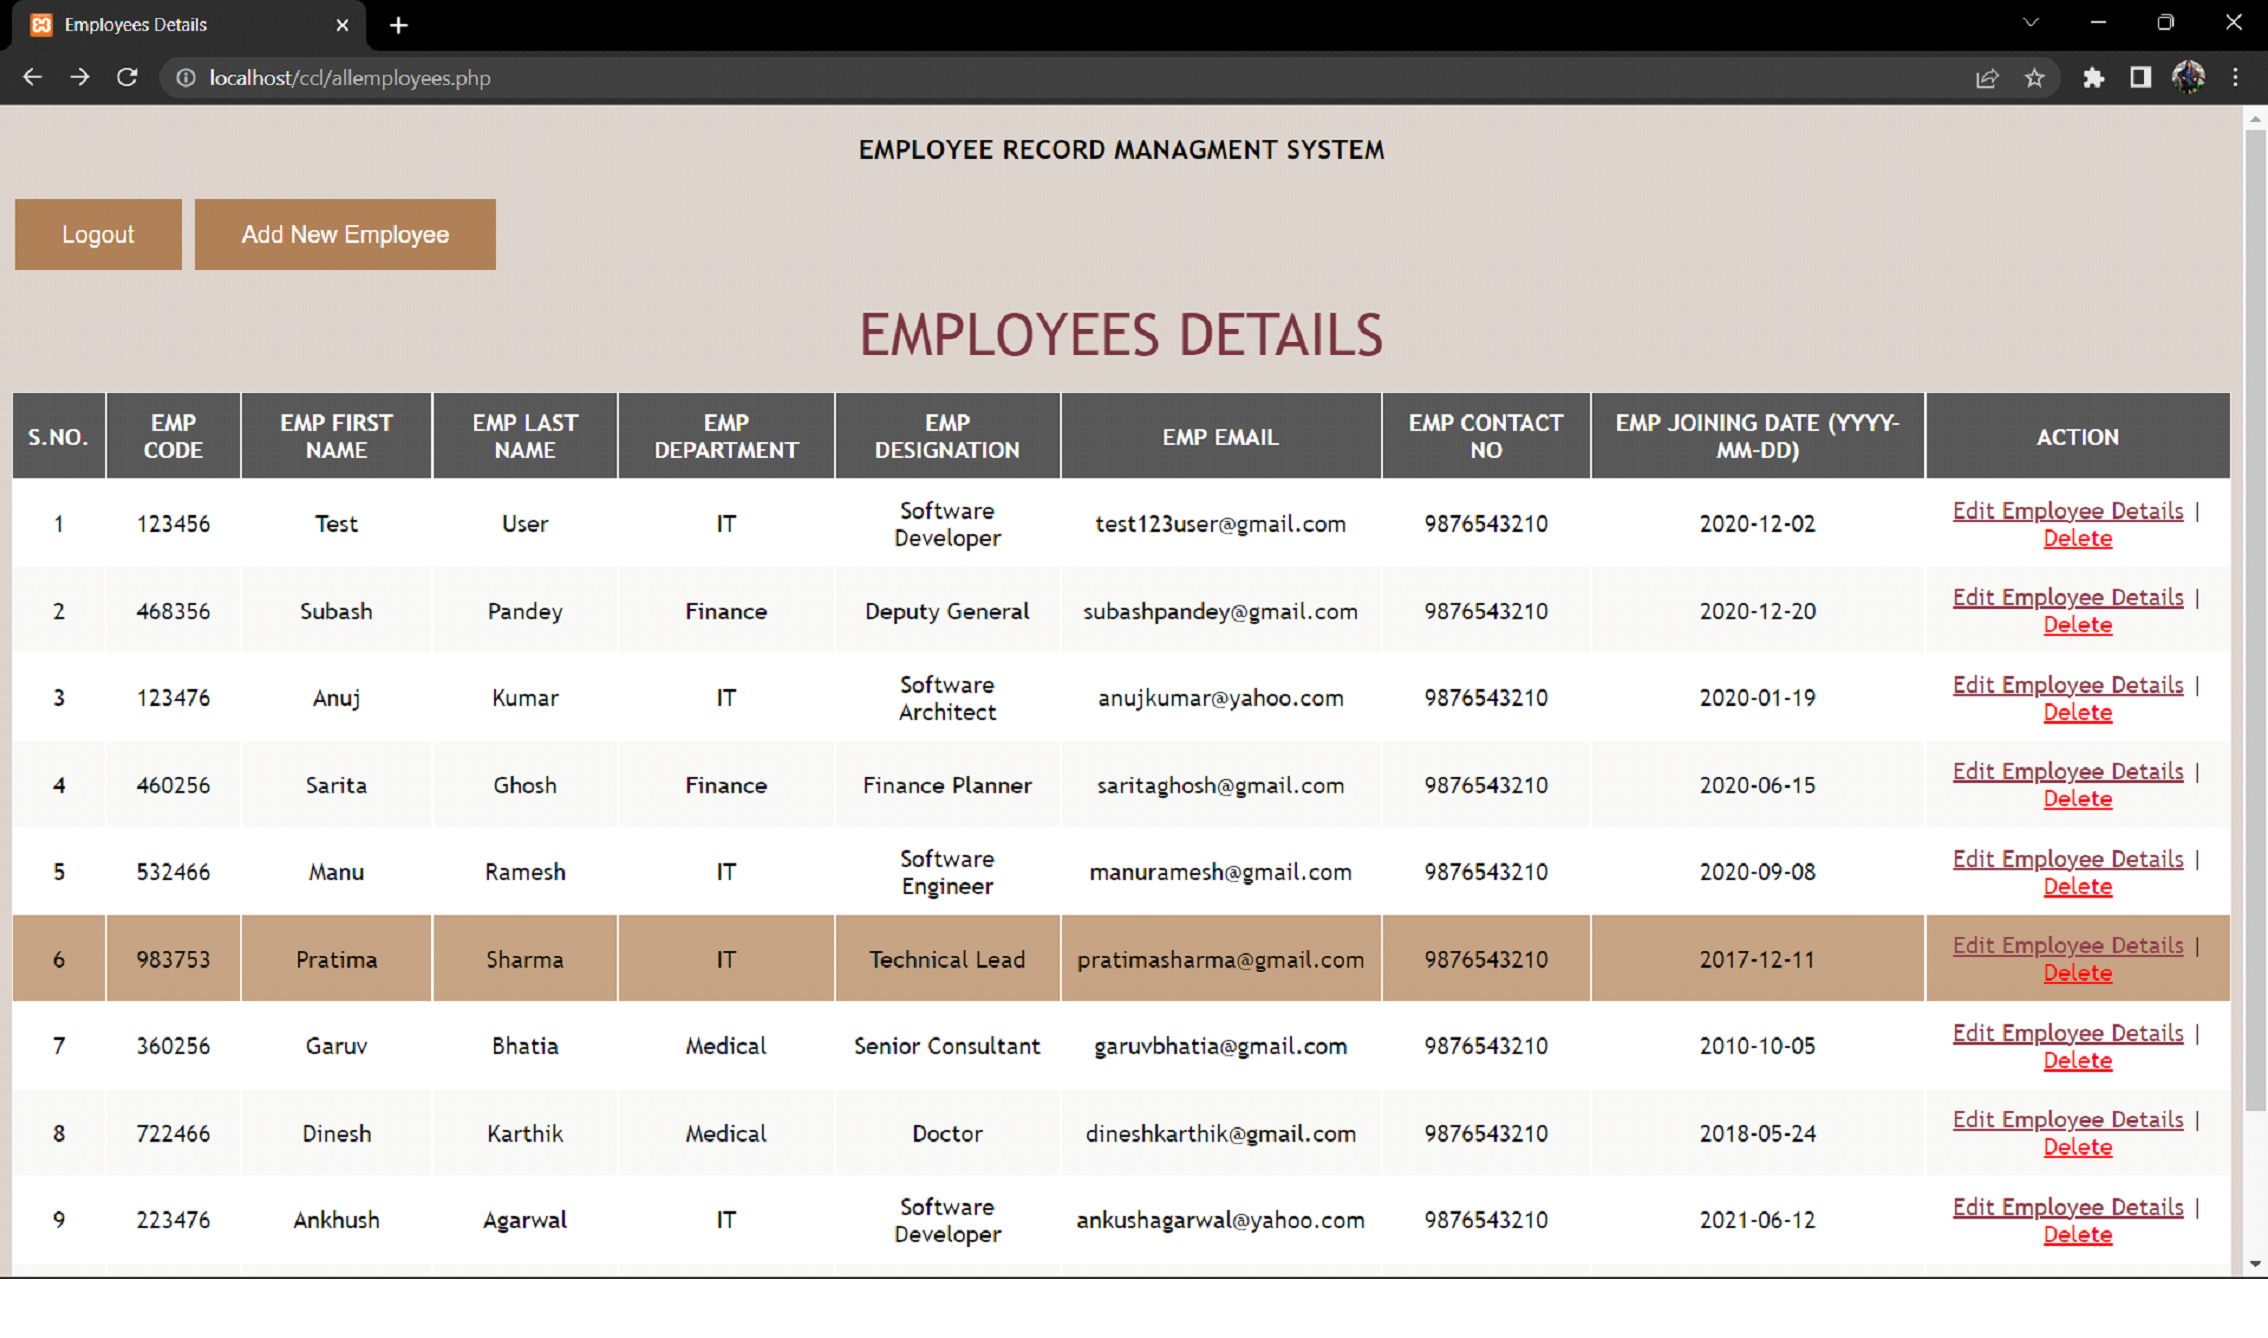 Employees Details
localhost/ccl/allemployees.php
EMPLOYEE RECORD MANAGMENT SYSTEM
Logout Add New Employee
EMPLOYEES DETAILS
S.NO. EMP CODE EMP FIRST NAME EMP LAST NAME EMP DEPARTMENT EMP DESIGNATION EMP EMAIL EMP CONTACT NO EMP JOINING DATE (YYYY-MM-DD) ACTION
1 123456 Test User IT Software Developer test123user@gmail.com 9876543210 2020-12-02 Edit Employee Details | Delete
2 468356 Subash Pandey Finance Deputy General subashpandey@gmail.com 9876543210 2020-12-20 Edit Employee Details | Delete
3 123476 Anuj Kumar IT Software Architect anujkumar@yahoo.com 9876543210 2020-01-19 Edit Employee Details | Delete
4 460256 Sarita Ghosh Finance Finance Planner saritaghosh@gmail.com 9876543210 2020-06-15 Edit Employee Details | Delete
5 532466 Manu Ramesh IT Software Engineer manuramesh@gmail.com 9876543210 2020-09-08 Edit Employee Details | Delete
6 983753 Pratima Sharma IT Technical Lead pratimasharma@gmail.com 9876543210 2017-12-11 Edit Employee Details | Delete
7 360256 Garuv Bhatia Medical Senior Consultant garuvbhatia@gmail.com 9876543210 2010-10-05 Edit Employee Details | Delete
8 722466 Dinesh Karthik Medical Doctor dineshkarthik@gmail.com 9876543210 2018-05-24 Edit Employee Details | Delete
9 223476 Ankhush Agarwal IT Software Developer ankushagarwal@yahoo.com 9876543210 2021-06-12 Edit Employee Details | Delete